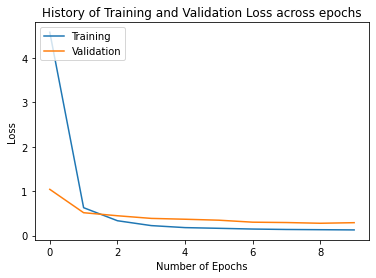 History of Training and Validation Loss across epochs
Training
Validation
Loss
4
3
2
1
0
0 2 4 6 8
Number of Epochs